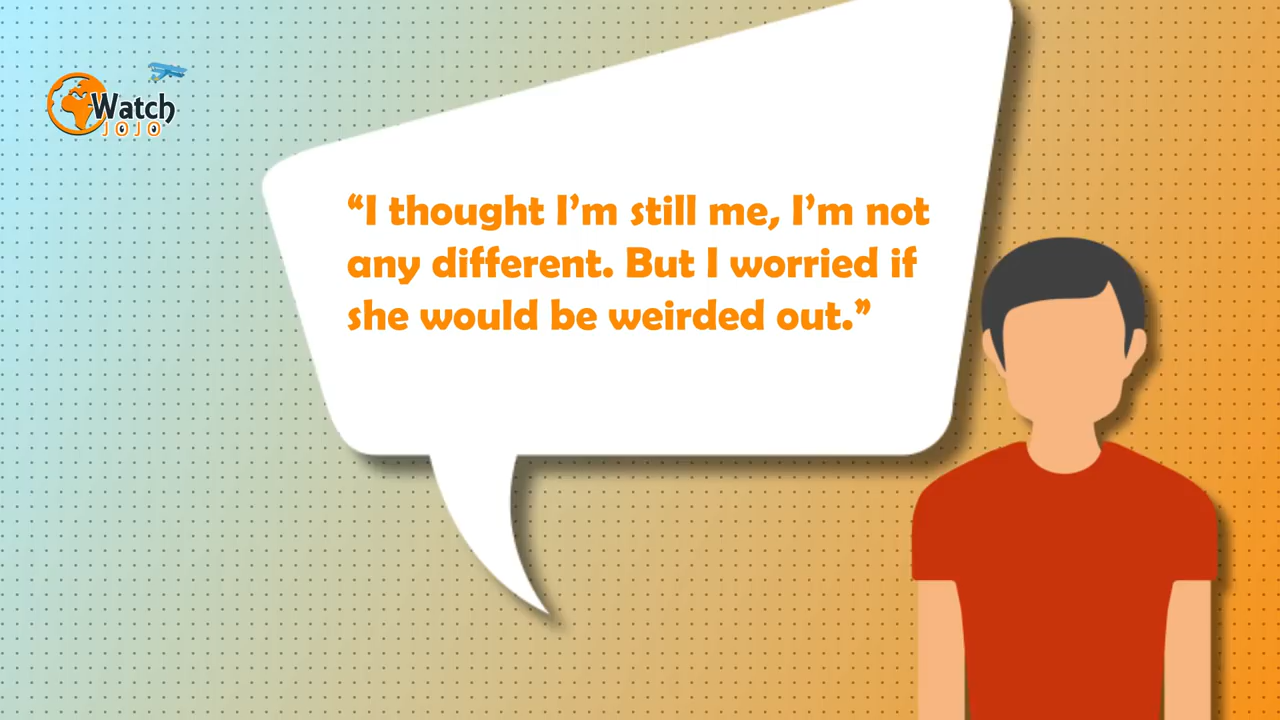 Watch
JOJO
“I thought I’m still me, I’m not
any different. But I worried if
she would be weirded out.”